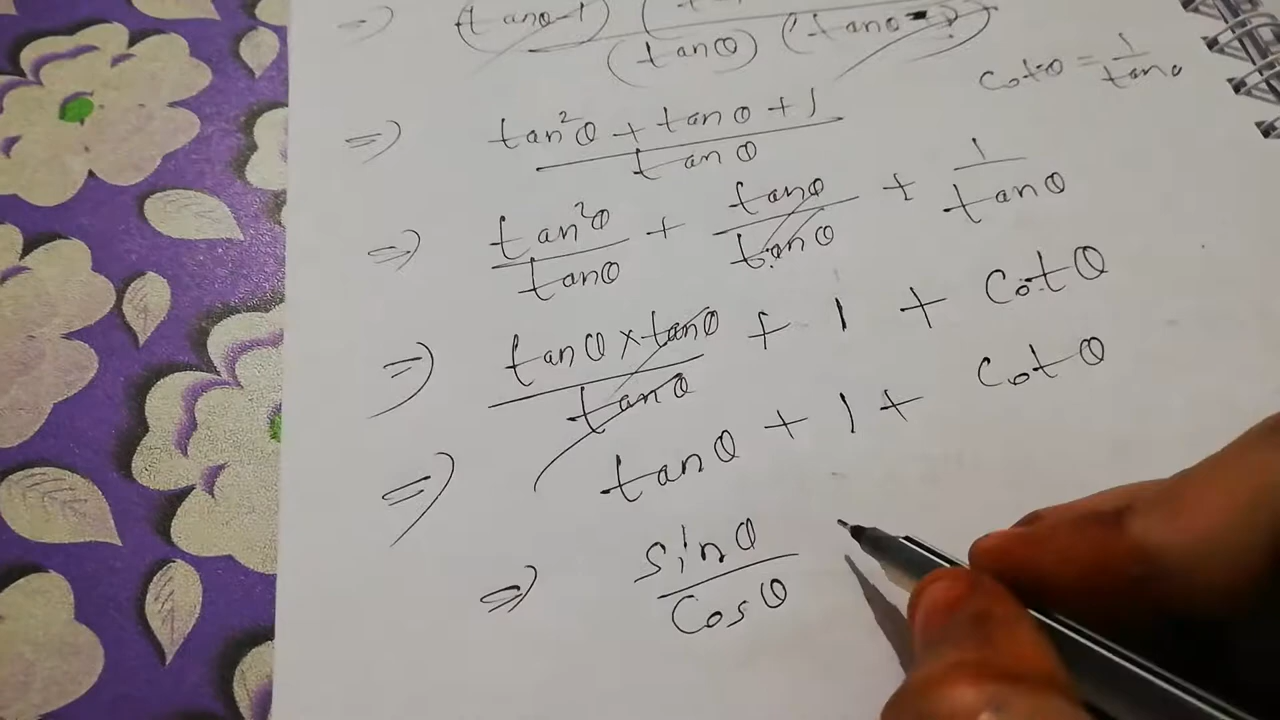 => (tanθ-1) (t
(tanθ) (tanθ-1)
cotθ = 1/tanθ
=> tan²θ + tanθ + 1 / tanθ
=> tan²θ/tanθ + tanθ/tanθ + 1/tanθ
=> tanθ × tanθ / tanθ + 1 + cotθ
=> tanθ + 1 + cotθ
=> sinθ/cosθ